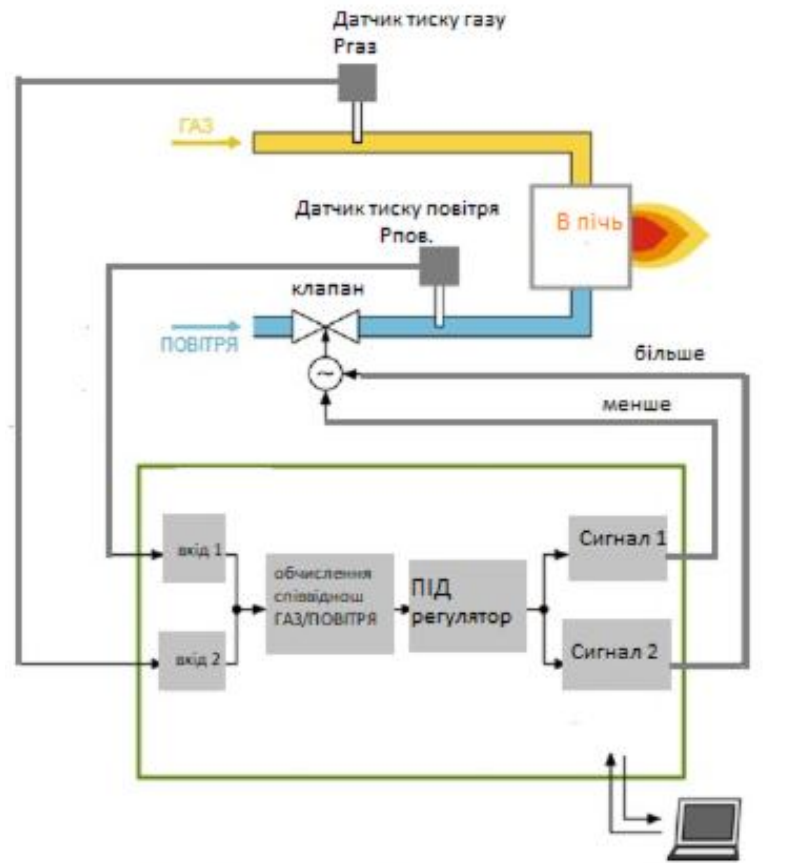 Датчик тиску газу
Ргаз
ГАЗ
Датчик тиску повітря
Рпов.
В пічь
клапан
ПОВІТРЯ
більше
менше
~
вхід 1
обчислення
співвіднош
ГАЗ/ПОВІТРЯ
вхід 2
ПІД
регулятор
Сигнал 1
Сигнал 2